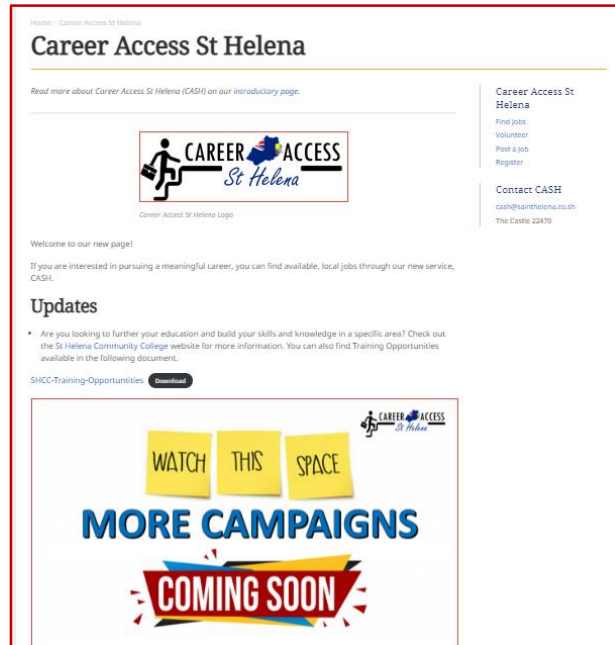 Home › Career Access St Helena
Career Access St Helena
Read more about Career Access St Helena (CASH) on our introductory page.
CAREER ACCESS
St Helena
Career Access St Helena Logo
Welcome to our new page!
If you are interested in pursuing a meaningful career, you can find available, local jobs through our new service,
CASH.
Updates
• Are you looking to further your education and build your skills and knowledge in a specific area? Check out
the St Helena Community College website for more information. You can also find Training Opportunities
available in the following document.
SHCC-Training-Opportuntities Download
CAREER ACCESS
St Helena
WATCH THIS SPACE
MORE CAMPAIGNS
COMING SOON
Career Access St
Helena
Find Jobs
Volunteer
Post a Job
Register
Contact CASH
cash@sainthelena.co.sh
The Castle 22470